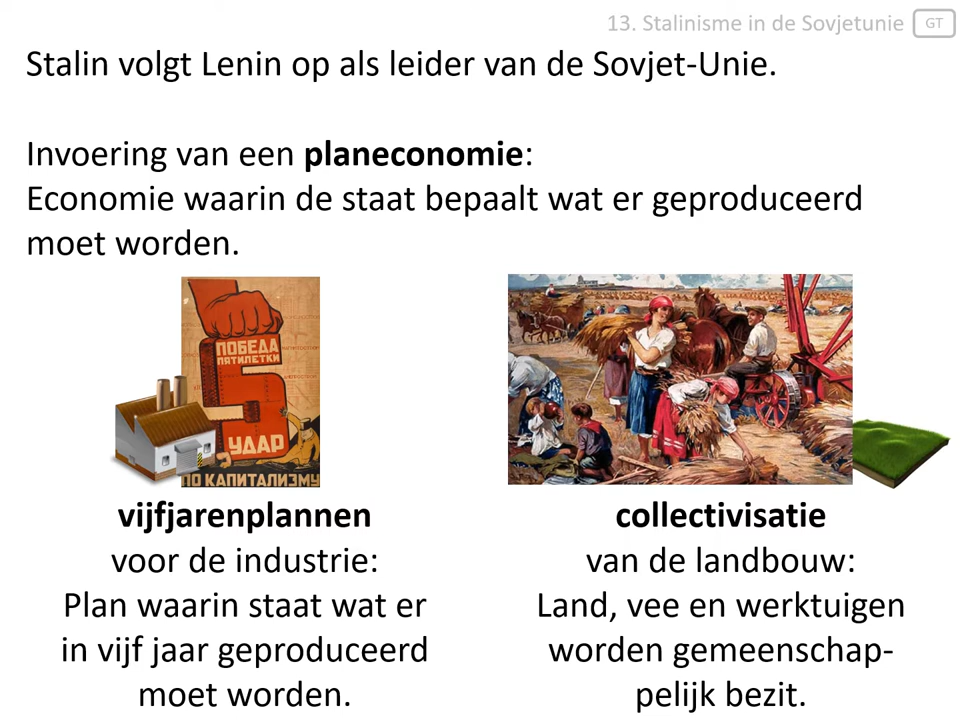 13. Stalinisme in de Sovjetunie GT
Stalin volgt Lenin op als leider van de Sovjet-Unie.
Invoering van een planeconomie:
Economie waarin de staat bepaalt wat er geproduceerd
moet worden.
ПОБЕДА
ПЯТИЛЕТКИ
5
УДАР
ПО КАПИТАЛИЗМУ
vijfjarenplannen
voor de industrie:
Plan waarin staat wat er
in vijf jaar geproduceerd
moet worden.
collectivisatie
van de landbouw:
Land, vee en werktuigen
worden gemeenschap-
pelijk bezit.